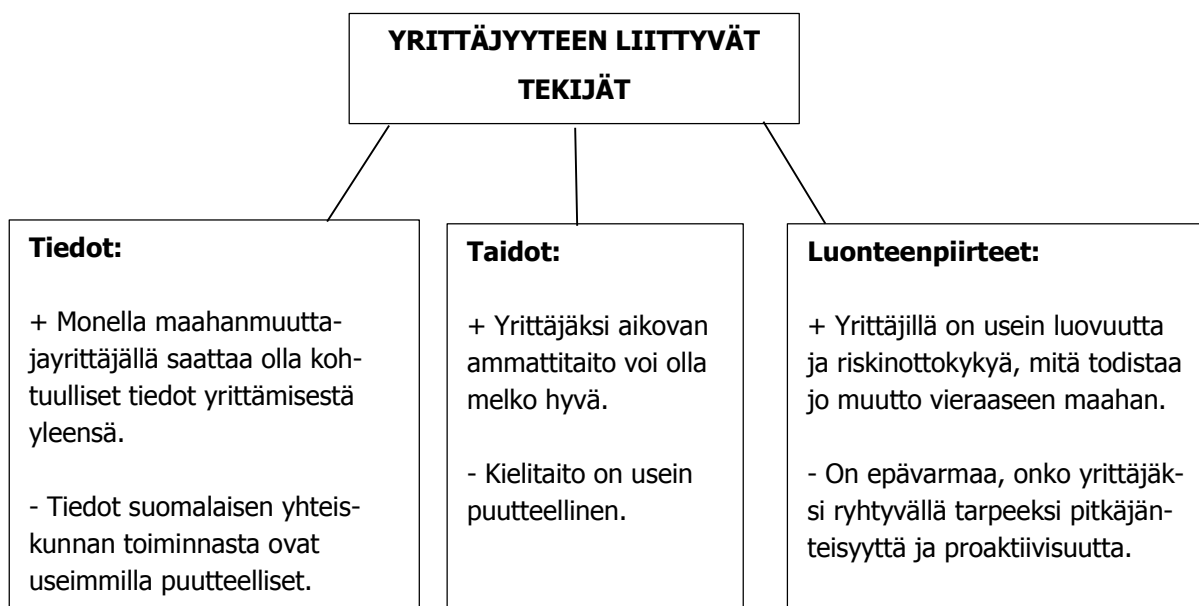 YRITTÄJYYTEEN LIITTYVÄT
TEKIJÄT
Tiedot:
+ Monella maahanmuutta-
jayrittäjällä saattaa olla koh-
tuulliset tiedot yrittämisestä
yleensä.
- Tiedot suomalaisen yhteis-
kunnan toiminnasta ovat
useimmilla puutteelliset.
Taidot:
+ Yrittäjäksi aikovan
ammattitaito voi olla
melko hyvä.
- Kielitaito on usein
puutteellinen.
Luonteenpiirteet:
+ Yrittäjillä on usein luovuutta
ja riskinottokykyä, mitä todistaa
jo muutto vieraaseen maahan.
- On epävarmaa, onko yrittäjäk-
si ryhtyvällä tarpeeksi pitkäjän-
teisyyttä ja proaktiivisuutta.